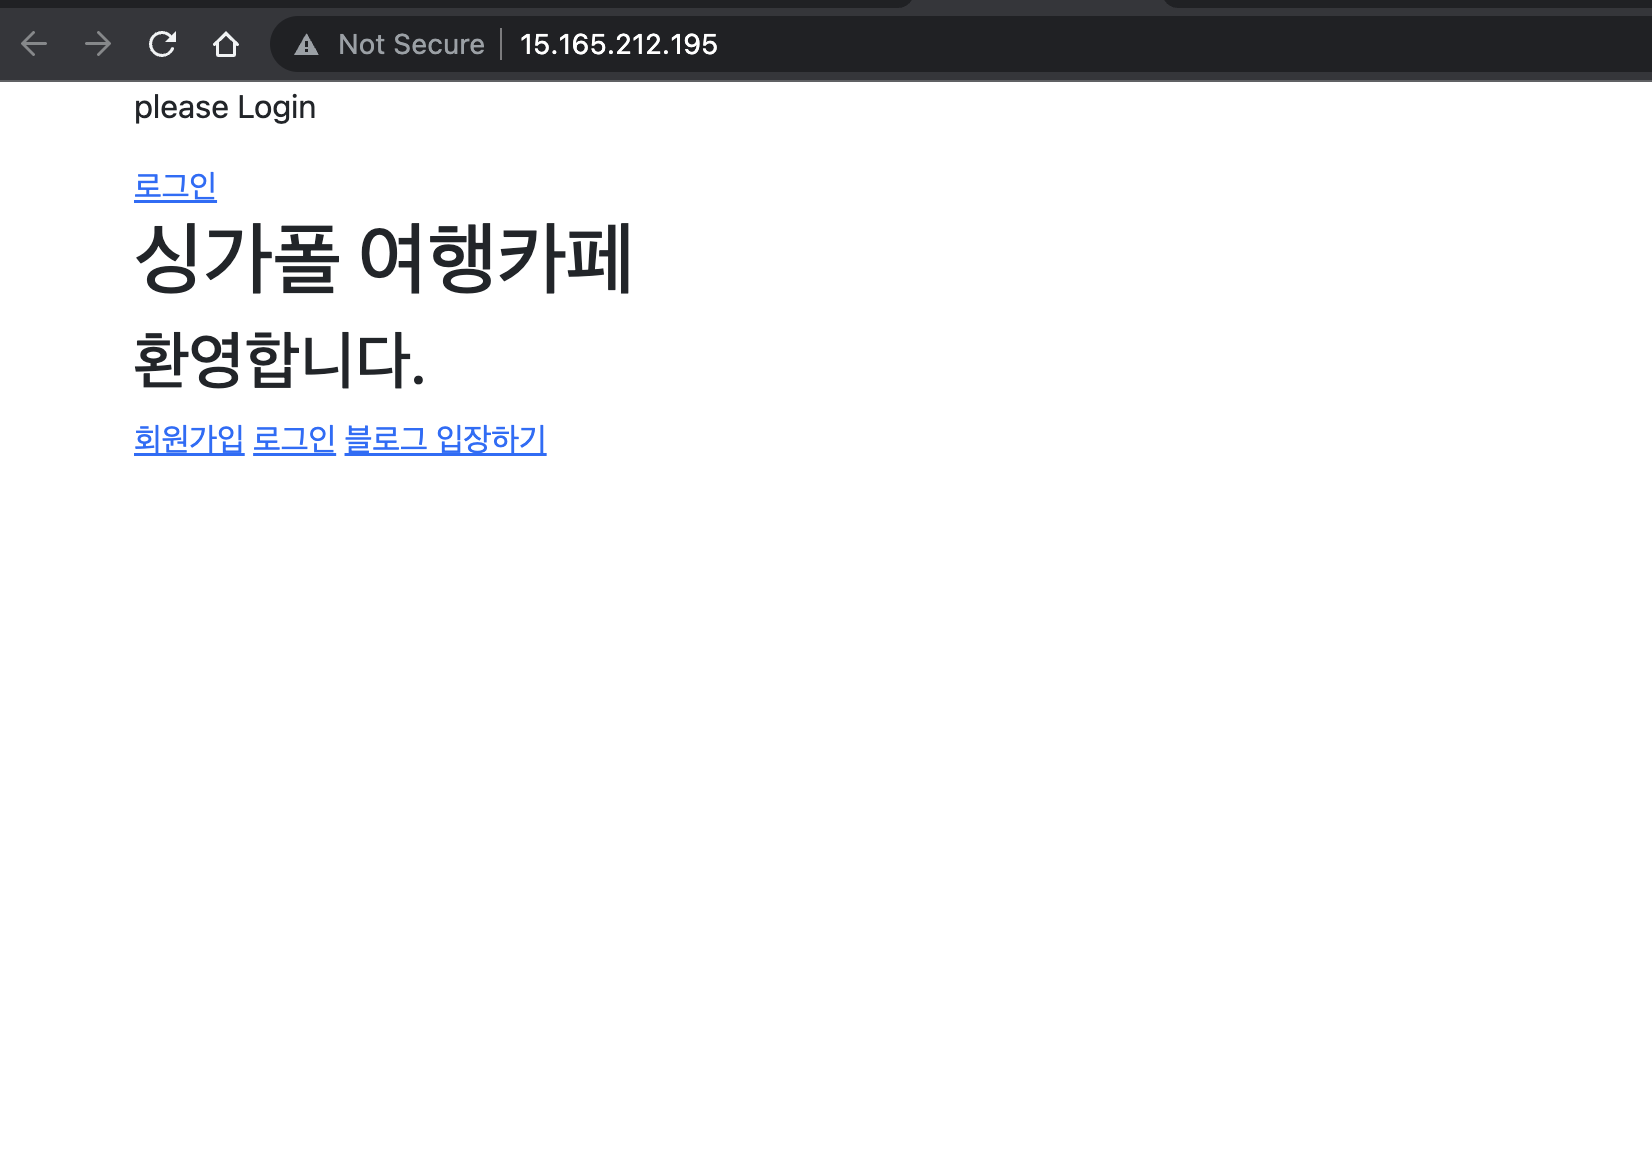 Not Secure 15.165.212.195
please Login
로그인
싱가폴 여행카페
환영합니다.
회원가입 로그인 블로그 입장하기